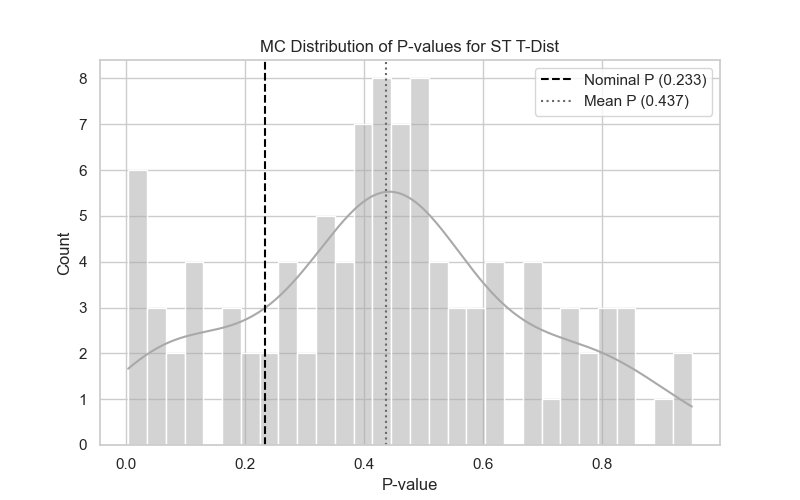 MC Distribution of P-values for ST T-Dist
Nominal P (0.233)
Mean P (0.437)
8
7
6
5
4
3
2
1
0
Count
0.0 0.2 0.4 0.6 0.8
P-value